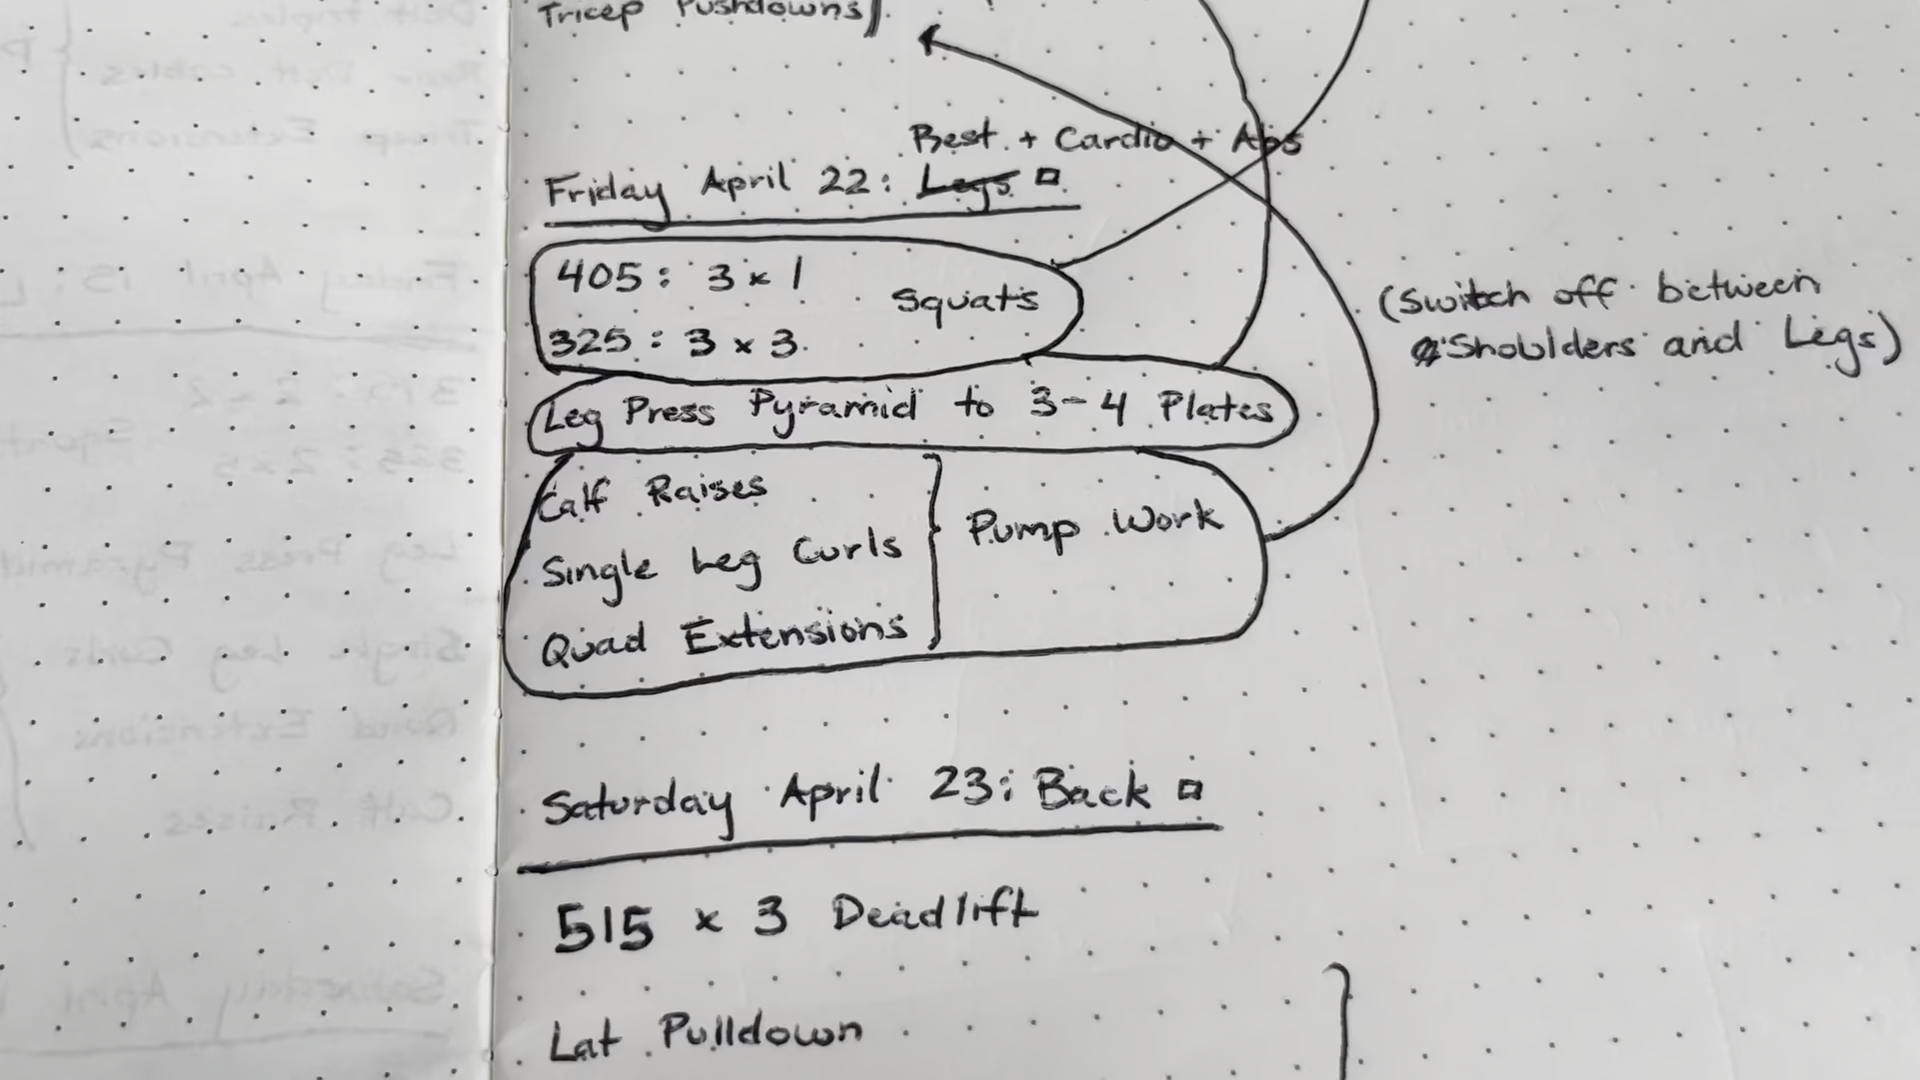 Tricep Pushdowns
Rest + Cardio + Abs
Friday April 22: Legs
405: 3 x 1
Squats
325: 3 x 3
Leg Press Pyramid to 3-4 Plates
(Switch off between
Shoulders and Legs)
Calf Raises
Single Leg Curls
Quad Extensions
Pump Work
Saturday April 23: Back
515 x 3 Deadlift
Lat Pulldown